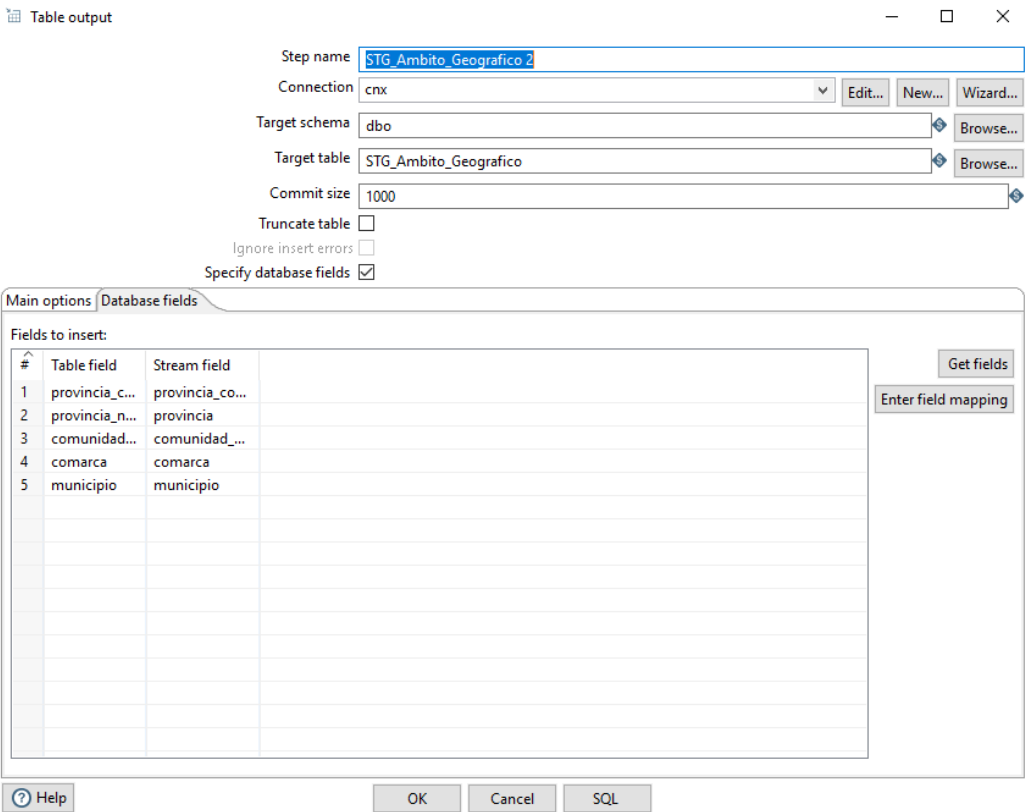 Table output
Step name STG_Ambito_Geografico 2
Connection cnx Edit... New... Wizard...
Target schema dbo Browse...
Target table STG_Ambito_Geografico Browse...
Commit size 1000
Truncate table
Ignore insert errors
Specify database fields
Main options Database fields
Fields to insert:
# Table field Stream field Get fields
1 provincia_c... provincia_co...
Enter field mapping
2 provincia_n... provincia
3 comunidad... comunidad_...
4 comarca comarca
5 municipio municipio
Help OK Cancel SQL